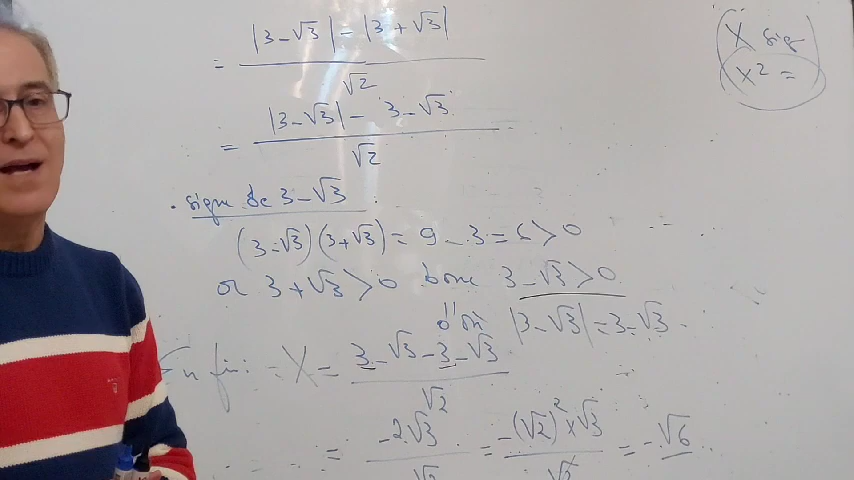 = (|3-√3| - |3+√3|) / √2
X sig
X² =
= (|3-√3| - 3-√3) / √2
. signe de 3-√3 :
(3-√3)(3+√3) = 9-3 = 6 > 0
or 3+√3 > 0 donc 3-√3 > 0
d'où |3-√3| = 3-√3
Enfin : X = (3-√3-3-√3) / √2
= -2√3 / √2 = -(√2)² x √3 / √2 = -√6